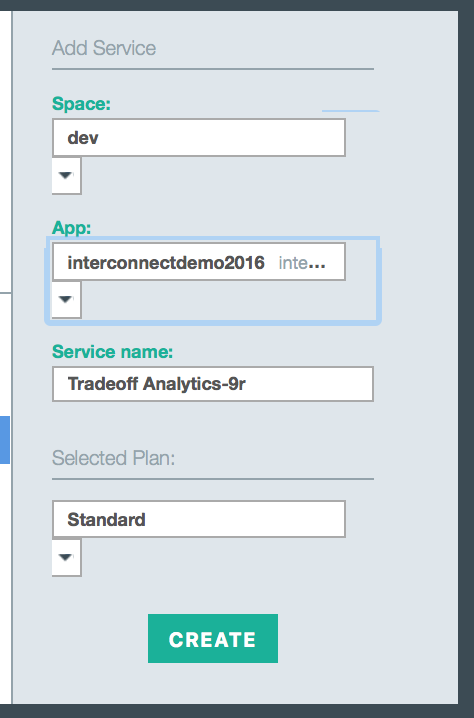 Add Service
Space:
dev
App:
interconnectdemo2016 inte...
Service name:
Tradeoff Analytics-9r
Selected Plan:
Standard
CREATE